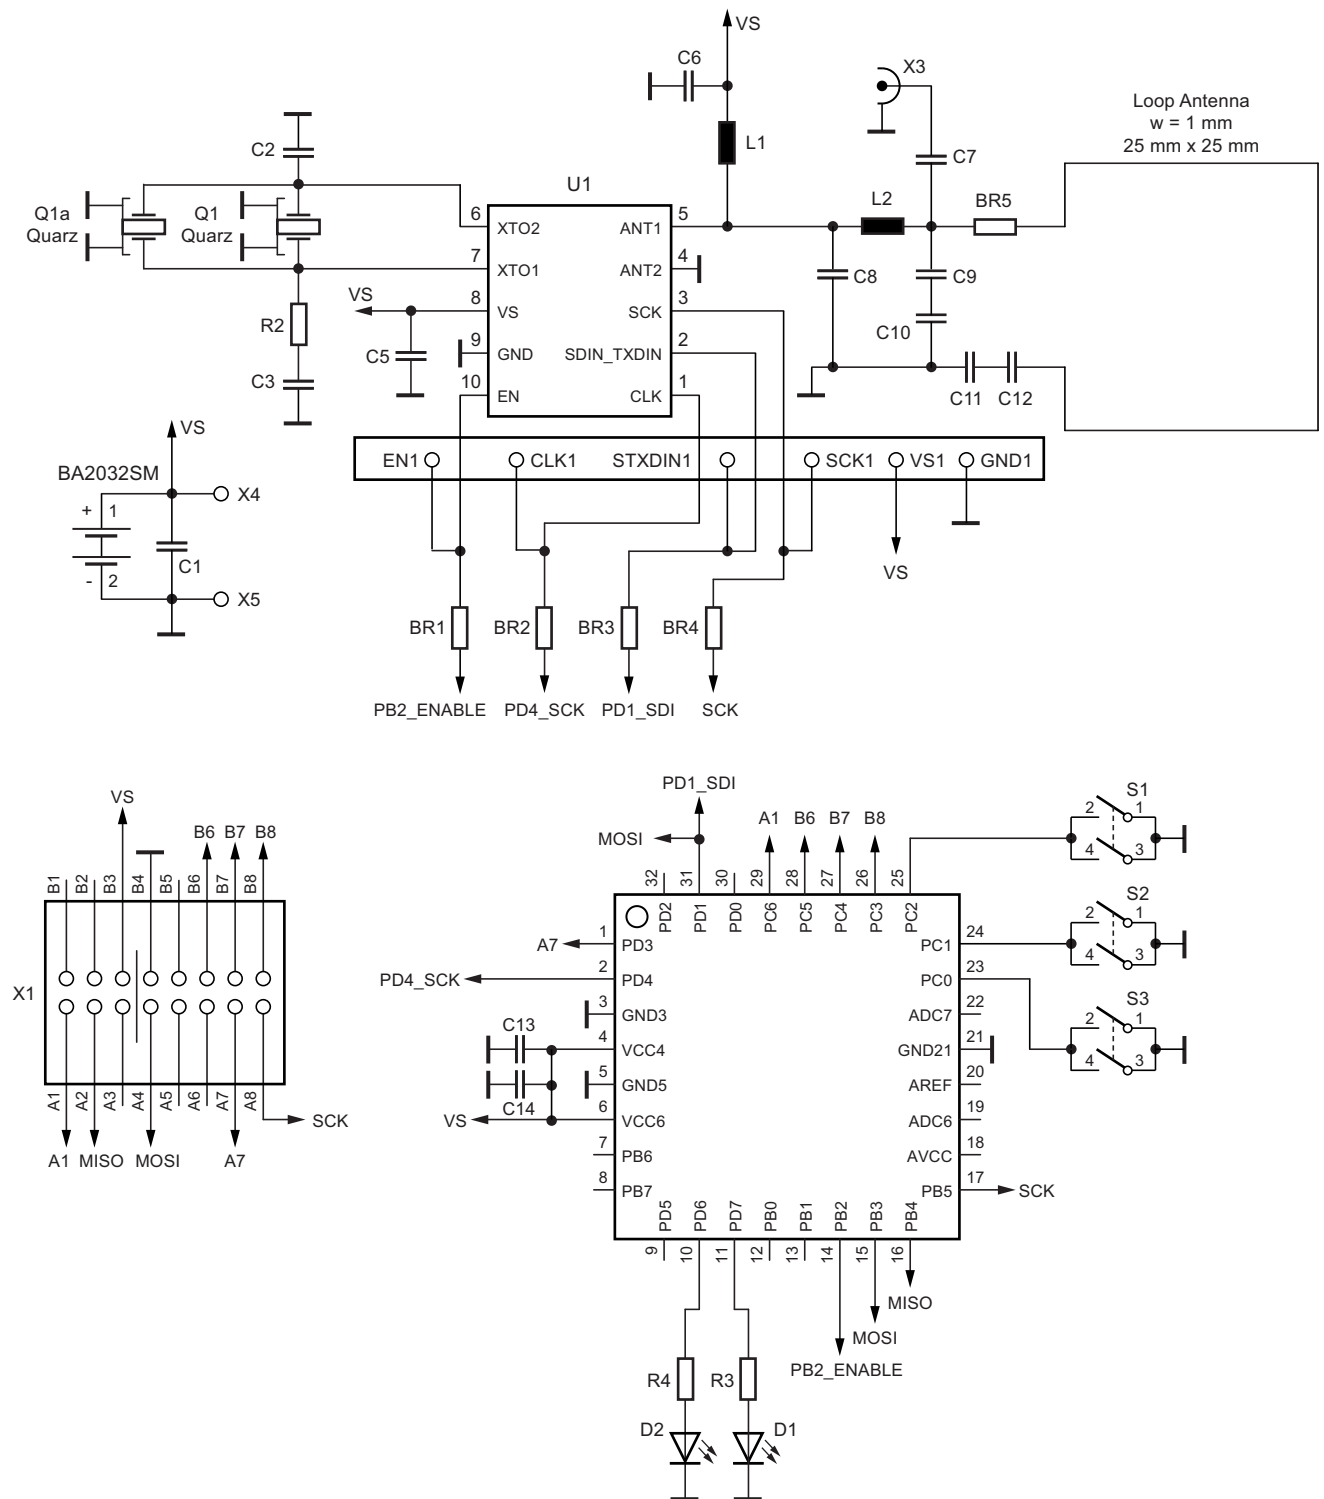 VS
C6
X3
Loop Antenna
w = 1 mm
25 mm x 25 mm
C2
L1
C7
U1
Q1a
Quarz
Q1
Quarz
L2
BR5
6 XTO2
ANT1 5
7 XTO1
ANT2 4
C8
C9
VS
8 VS
SCK 3
R2
C10
C5
9 GND
SDIN_TXDIN 2
C3
10 EN
CLK 1
C11 C12
VS
EN1 CLK1 STXDIN1 SCK1 VS1 GND1
BA2032SM
X4
+ 1
C1
- 2
VS
X5
BR1 BR2 BR3 BR4
PB2_ENABLE PD4_SCK PD1_SDI SCK
PD1_SDI
VS
S1
2 1
4 3
MOSI
A1 B6 B7 B8
B6 B7 B8
B1 B2 B3 B4 B5 B6 B7 B8
32 31 30 29 28 27 26 25
PD2 PD1 PD0 PC6 PC5 PC4 PC3 PC2
S2
2 1
4 3
A7 1 PD3
PC1 24
PD4_SCK 2 PD4
PC0 23
X1
S3
2 1
4 3
3 GND3
ADC7 22
C13
4 VCC4
GND21 21
5 GND5
AREF 20
C14
VS 6 VCC6
ADC6 19
A1 A2 A3 A4 A5 A6 A7 A8
SCK
7 PB6
AVCC 18
A1 MISO MOSI A7
8 PB7
PB5 17 SCK
PD5 PD6 PD7 PB0 PB1 PB2 PB3 PB4
9 10 11 12 13 14 15 16
MISO
MOSI
PB2_ENABLE
R4 R3
D2 D1